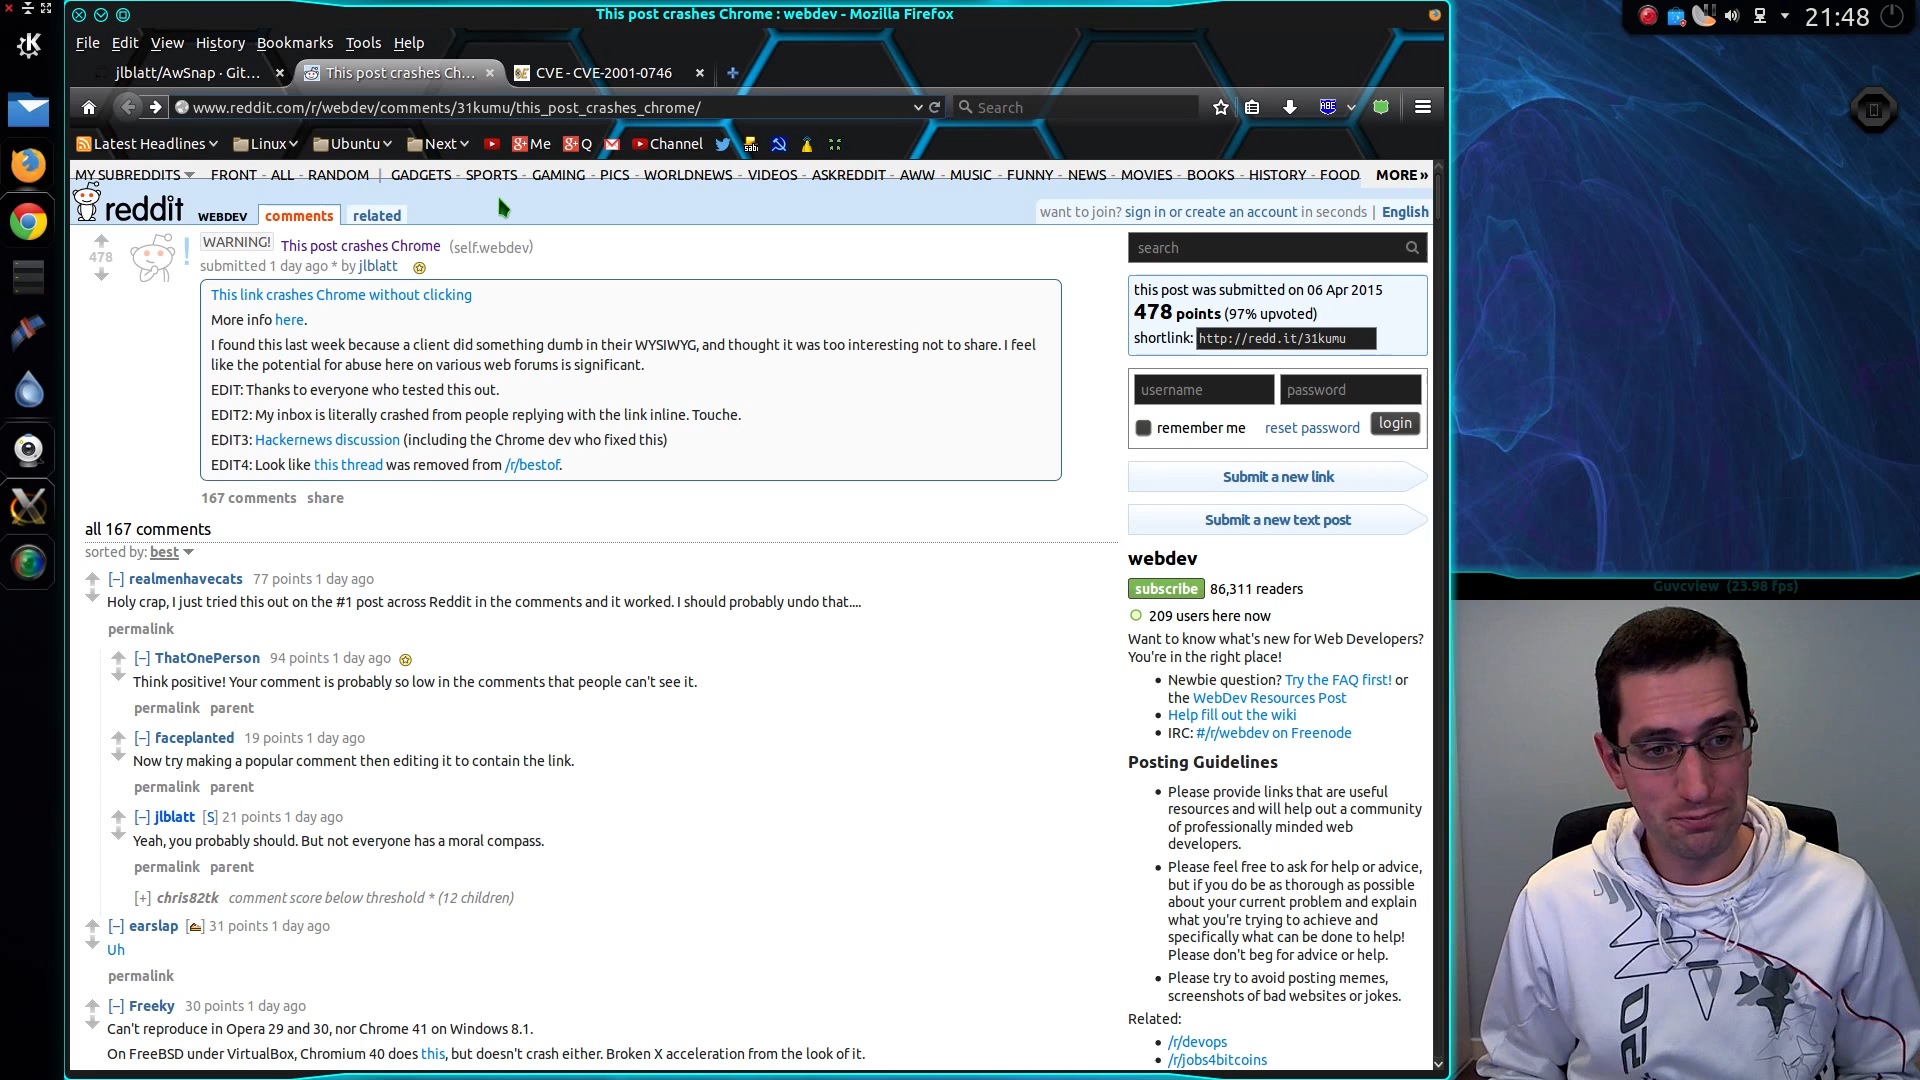 This post crashes Chrome : webdev - Mozilla Firefox
21:48
File Edit View History Bookmarks Tools Help
jlblatt/AwSnap · Git...
This post crashes Ch...
CVE - CVE-2001-0746
www.reddit.com/r/webdev/comments/31kumu/this_post_crashes_chrome/
Search
ABE
Latest Headlines Linux Ubuntu Next Me Q Channel
MY SUBREDDITS FRONT - ALL - RANDOM | GADGETS - SPORTS - GAMING - PICS - WORLDNEWS - VIDEOS - ASKREDDIT - AWW - MUSIC - FUNNY - NEWS - MOVIES - BOOKS - HISTORY - FOOD MORE »
reddit WEBDEV comments related
want to join? sign in or create an account in seconds | English
478
WARNING! This post crashes Chrome (self.webdev)
submitted 1 day ago * by jlblatt
This link crashes Chrome without clicking
More info here.
I found this last week because a client did something dumb in their WYSIWYG, and thought it was too interesting not to share. I feel
like the potential for abuse here on various web forums is significant.
EDIT: Thanks to everyone who tested this out.
EDIT2: My inbox is literally crashed from people replying with the link inline. Touche.
EDIT3: Hackernews discussion (including the Chrome dev who fixed this)
EDIT4: Look like this thread was removed from /r/bestof.
167 comments share
all 167 comments
sorted by: best
[–] realmenhavecats 77 points 1 day ago
Holy crap, I just tried this out on the #1 post across Reddit in the comments and it worked. I should probably undo that....
permalink
[–] ThatOnePerson 94 points 1 day ago
Think positive! Your comment is probably so low in the comments that people can't see it.
permalink parent
[–] faceplanted 19 points 1 day ago
Now try making a popular comment then editing it to contain the link.
permalink parent
[–] jlblatt [S] 21 points 1 day ago
Yeah, you probably should. But not everyone has a moral compass.
permalink parent
[+] chris82tk comment score below threshold * (12 children)
[–] earslap 31 points 1 day ago
Uh
permalink
[–] Freeky 30 points 1 day ago
Can't reproduce in Opera 29 and 30, nor Chrome 41 on Windows 8.1.
On FreeBSD under VirtualBox, Chromium 40 does this, but doesn't crash either. Broken X acceleration from the look of it.
search
this post was submitted on 06 Apr 2015
478 points (97% upvoted)
shortlink: http://redd.it/31kumu
username password
remember me reset password login
Submit a new link
Submit a new text post
webdev
subscribe 86,311 readers
209 users here now
Want to know what's new for Web Developers?
You're in the right place!
• Newbie question? Try the FAQ first! or
the WebDev Resources Post
• Help fill out the wiki
• IRC: #/r/webdev on Freenode
Posting Guidelines
• Please provide links that are useful
resources and will help out a community
of professionally minded web
developers.
• Please feel free to ask for help or advice,
but if you do be as thorough as possible
about your current problem and explain
what you're trying to achieve and
specifically what can be done to help!
Please don't beg for advice or help.
• Please try to avoid posting memes,
screenshots of bad websites or jokes.
Related:
• /r/devops
• /r/jobs4bitcoins
Guvcview (23.98 fps)